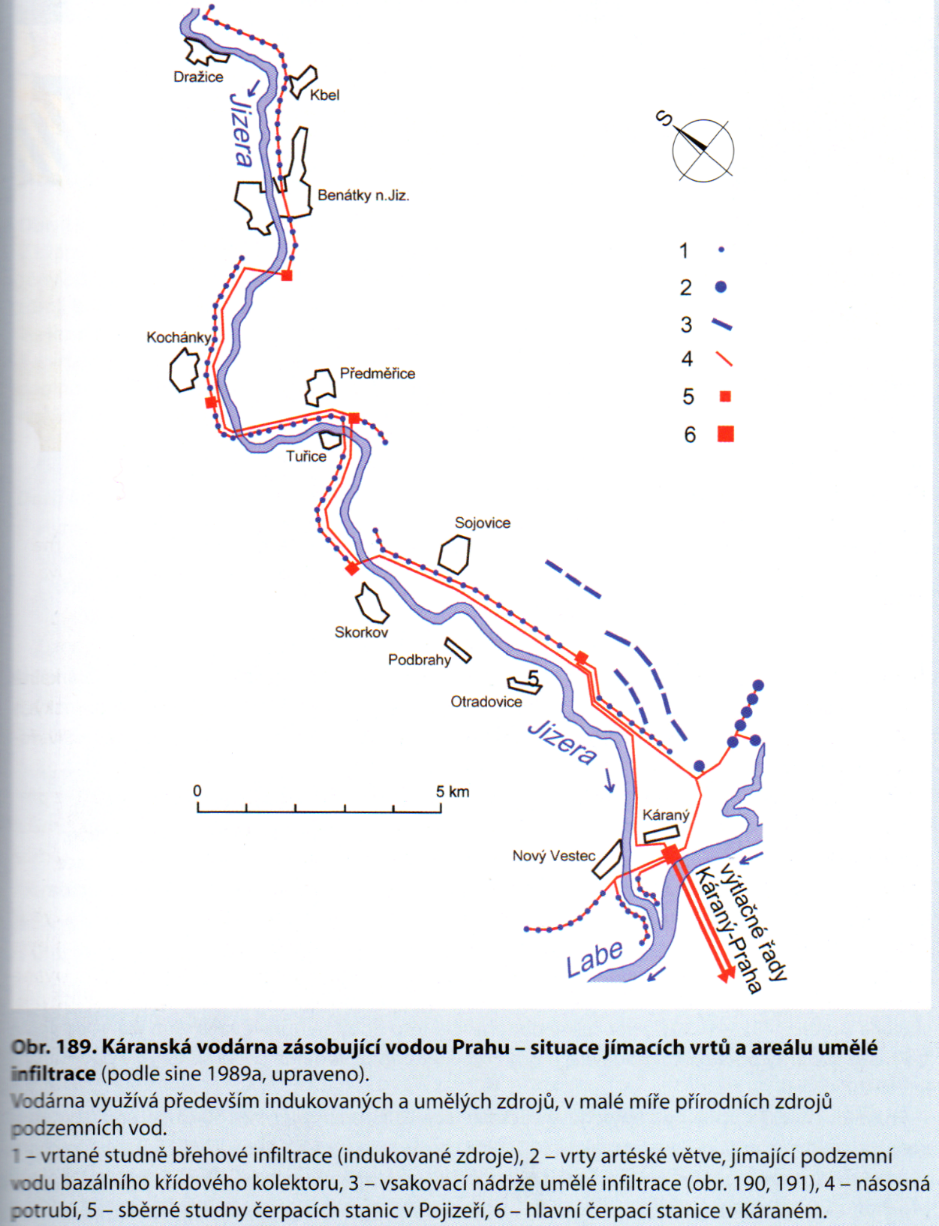 Dražice
Kbel
Jizera
S
Benátky n.Jiz.
1
2
3
4
5
6
Kochánky
Předměřice
Tuřice
Sojovice
Skorkov
Podbrahy
5
Otradovice
Jizera
0
5 km
Káraný
Nový Vestec
výtlačné řady
Káraný-Praha
Labe
Obr. 189. Káranská vodárna zásobující vodou Prahu – situace jímacích vrtů a areálu umělé
infiltrace (podle sine 1989a, upraveno).
Vodárna využívá především indukovaných a umělých zdrojů, v malé míře přírodních zdrojů
podzemních vod.
1 – vrtané studně břehové infiltrace (indukované zdroje), 2 – vrty artéské větve, jímající podzemní
vodu bazálního křídového kolektoru, 3 – vsakovací nádrže umělé infiltrace (obr. 190, 191), 4 – násosná
potrubí, 5 – sběrné studny čerpacích stanic v Pojizeří, 6 – hlavní čerpací stanice v Káraném.